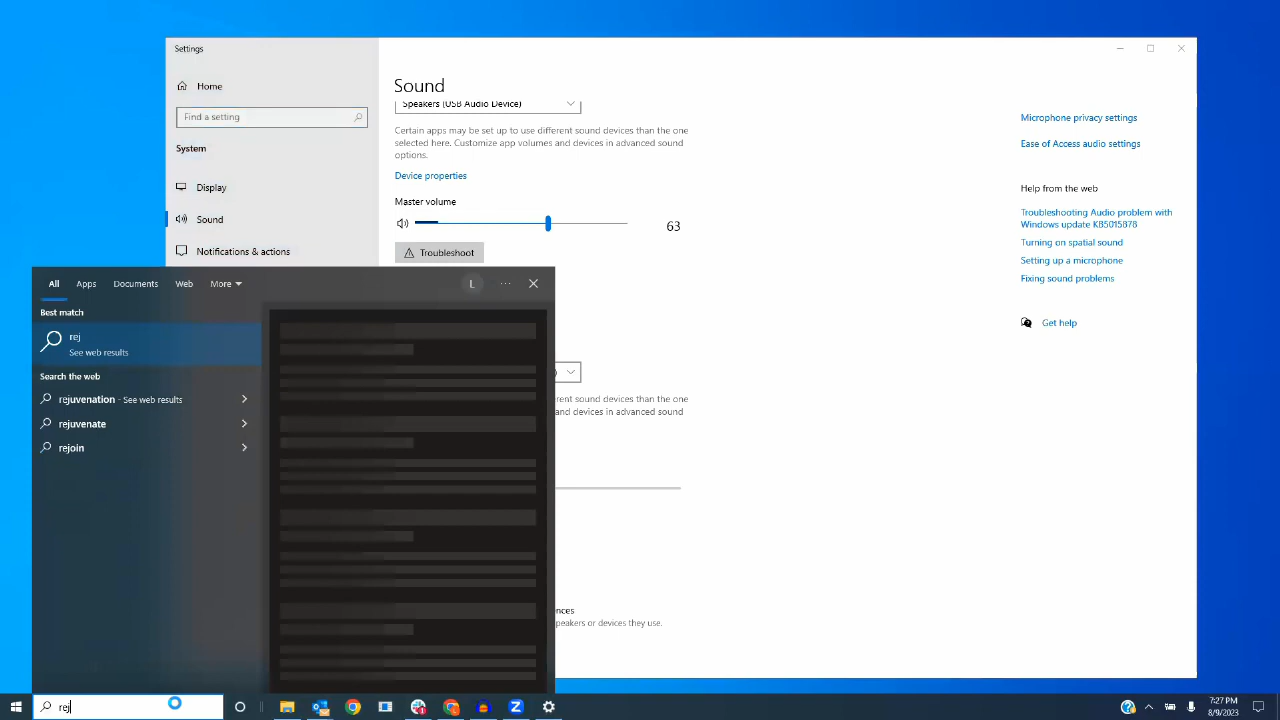 Settings
Home
Find a setting
System
Display
Sound
Notifications & actions
Sound
Speakers (USB Audio Device)
Certain apps may be set up to use different sound devices than the one
selected here. Customize app volumes and devices in advanced sound
options.
Device properties
Master volume
63
Troubleshoot
Microphone privacy settings
Ease of Access audio settings
Help from the web
Troubleshooting Audio problem with
Windows update KB5015878
Turning on spatial sound
Setting up a microphone
Fixing sound problems
Get help
All Apps Documents Web More L ···
Best match
rej
See web results
Search the web
rejuvenation - See web results
rejuvenate
rejoin
)
sound devices than the one
and devices in advanced sound
speakers or devices they use.
rej
7:27 PM
8/9/2023